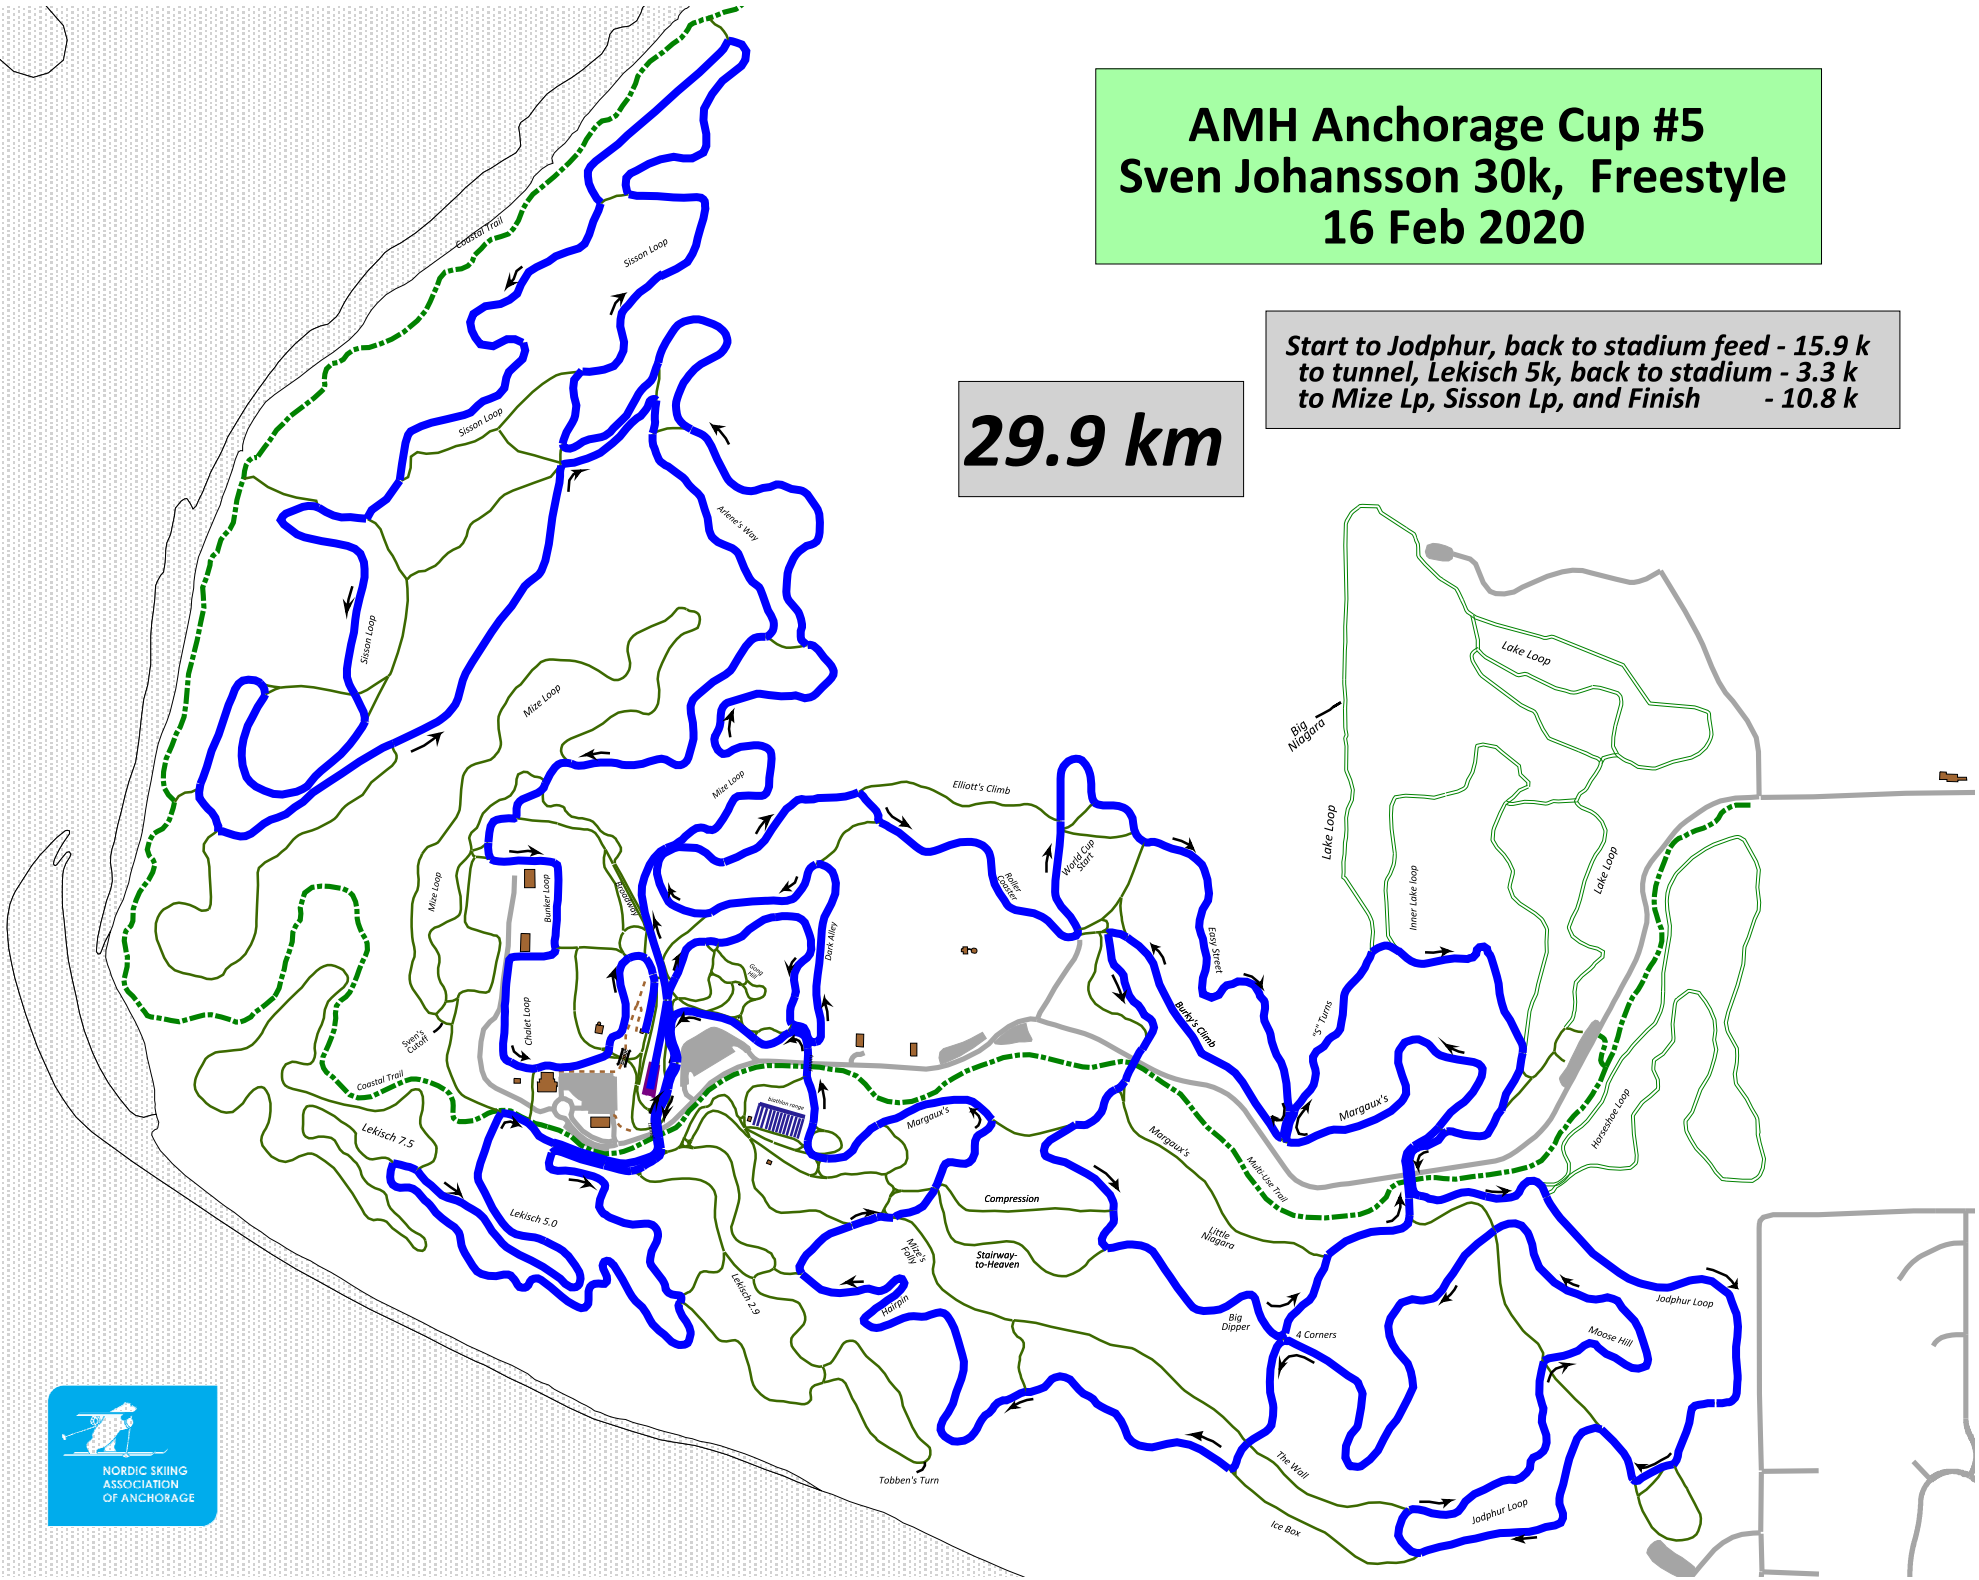 AMH Anchorage Cup #5
Sven Johansson 30k, Freestyle
16 Feb 2020
Start to Jodphur, back to stadium feed - 15.9 k
to tunnel, Lekisch 5k, back to stadium - 3.3 k
to Mize Lp, Sisson Lp, and Finish - 10.8 k
29.9 km
Coastal Trail
Sisson Loop
Sisson Loop
Arlene's Way
Sisson Loop
Mize Loop
Mize Loop
Mize Loop
Elliott's Climb
Big
Niagara
Lake Loop
Lake Loop
Lake Loop
Inner Lake loop
World Cup
Start
Roller
Coaster
Bunker Loop
Broadway
Dark Alley
Gong
Hill
Easy Street
Burky's Climb
"S" Turns
Chalet Loop
Sven's
Cutoff
Coastal Trail
biathlon range
Margaux's
Margaux's
Margaux's
Horseshoe Loop
Lekisch 7.5
Lekisch 5.0
Lekisch 2.9
Multi-Use Trail
Compression
Little
Niagara
Mize's
Folly
Stairway-
to-Heaven
Hairpin
Big
Dipper
4 Corners
Jodphur Loop
Moose Hill
The Wall
Ice Box
Jodphur Loop
Tobben's Turn
NORDIC SKIING
ASSOCIATION
OF ANCHORAGE